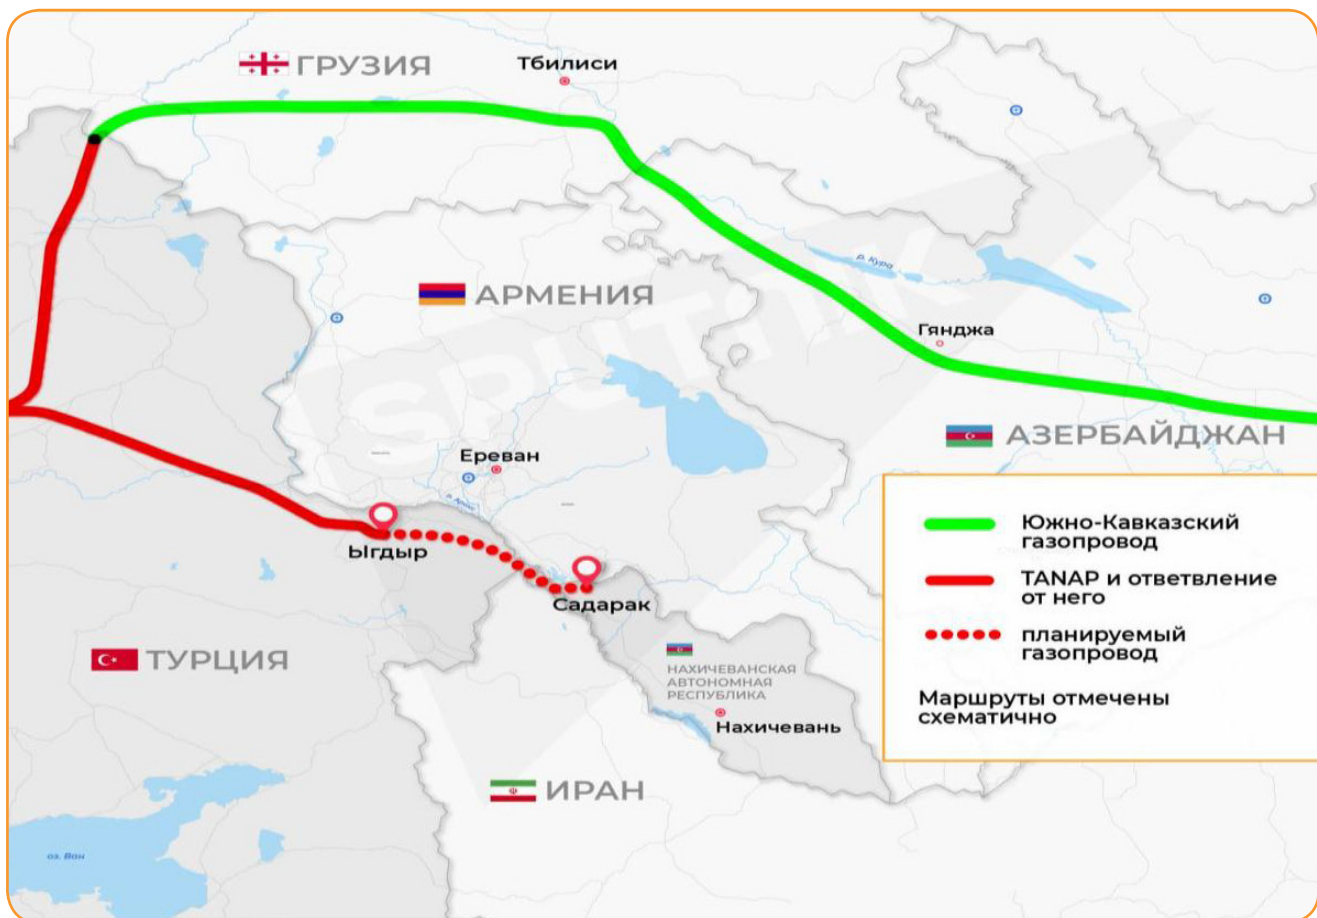 ГРУЗИЯ
Тбилиси
р. Кура
АРМЕНИЯ
SPUTNIK
Гянджа
АЗЕРБАЙДЖАН
Ереван
р. Аракс
Ыгдыр
Садарак
ТУРЦИЯ
НАХИЧЕВАНСКАЯ
АВТОНОМНАЯ
РЕСПУБЛИКА
Нахичевань
ИРАН
оз. Ван
Южно-Кавказский
газопровод
TANAP и ответвление
от него
планируемый
газопровод
Маршруты отмечены
схематично